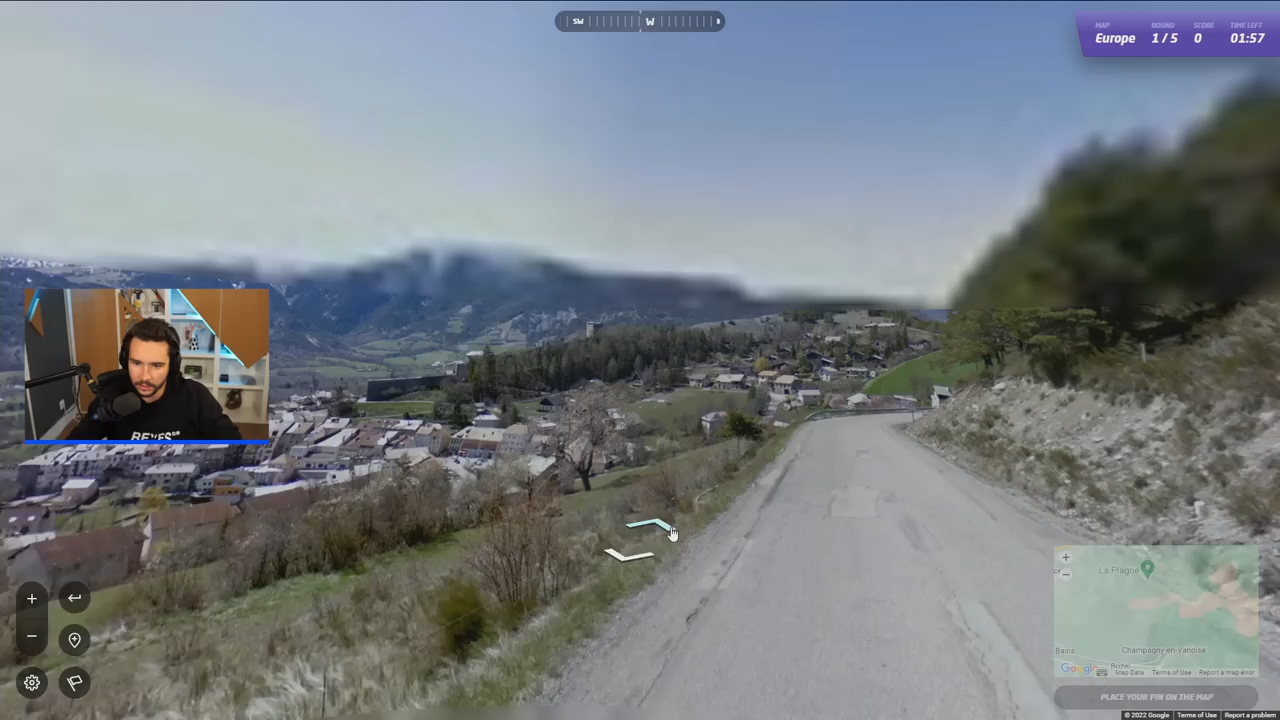 SW W
MAP ROUND SCORE TIME LEFT
Europe 1 / 5 0 01:57
La Plagne
Bains
Champagny-en-Vanoise
Bozel
Google Map Data Terms of Use Report a map error
PLACE YOUR PIN ON THE MAP
© 2022 Google Terms of Use Report a problem